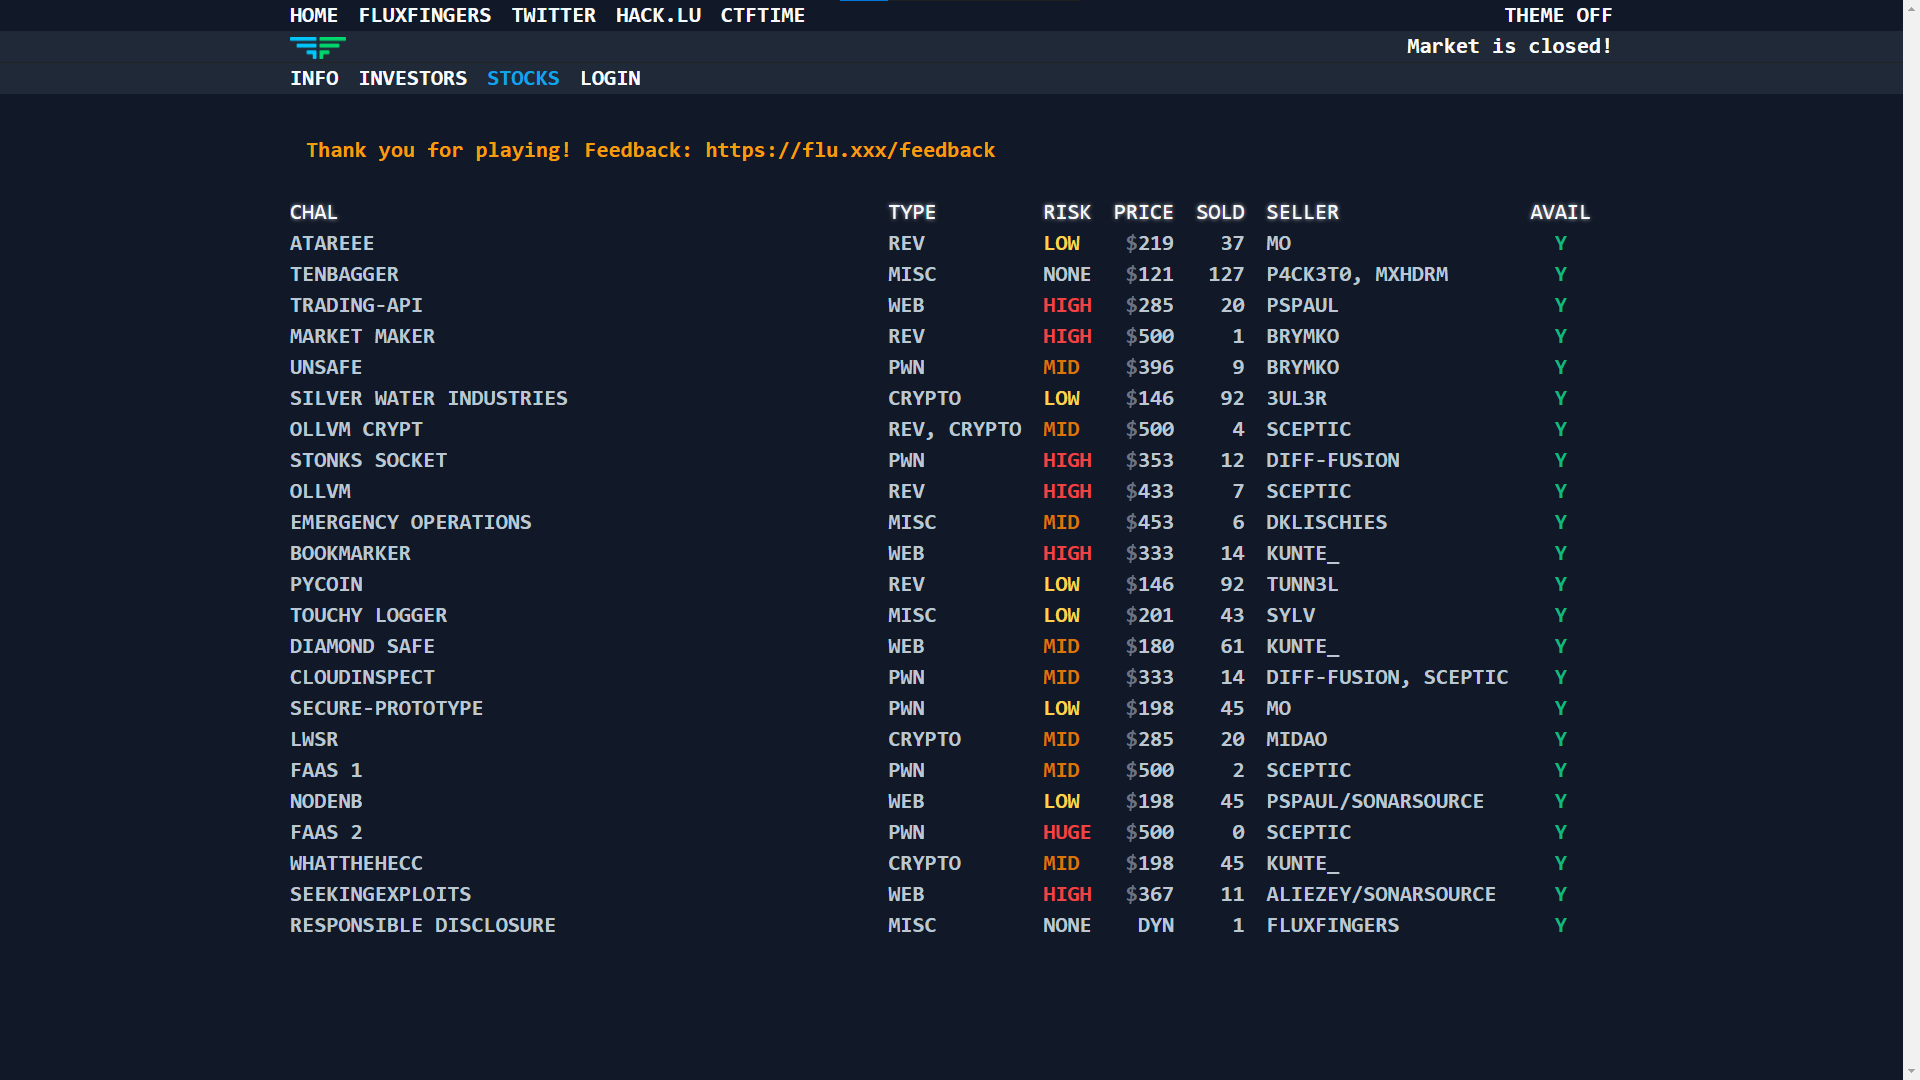 HOME FLUXFINGERS TWITTER HACK.LU CTFTIME THEME OFF
Market is closed!
INFO INVESTORS STOCKS LOGIN
Thank you for playing! Feedback: https://flu.xxx/feedback
CHAL TYPE RISK PRICE SOLD SELLER AVAIL
ATAREEE REV LOW $219 37 MO Y
TENBAGGER MISC NONE $121 127 P4CK3T0, MXHDRM Y
TRADING-API WEB HIGH $285 20 PSPAUL Y
MARKET MAKER REV HIGH $500 1 BRYMKO Y
UNSAFE PWN MID $396 9 BRYMKO Y
SILVER WATER INDUSTRIES CRYPTO LOW $146 92 3UL3R Y
OLLVM CRYPT REV, CRYPTO MID $500 4 SCEPTIC Y
STONKS SOCKET PWN HIGH $353 12 DIFF-FUSION Y
OLLVM REV HIGH $433 7 SCEPTIC Y
EMERGENCY OPERATIONS MISC MID $453 6 DKLISCHIES Y
BOOKMARKER WEB HIGH $333 14 KUNTE_ Y
PYCOIN REV LOW $146 92 TUNN3L Y
TOUCHY LOGGER MISC LOW $201 43 SYLV Y
DIAMOND SAFE WEB MID $180 61 KUNTE_ Y
CLOUDINSPECT PWN MID $333 14 DIFF-FUSION, SCEPTIC Y
SECURE-PROTOTYPE PWN LOW $198 45 MO Y
LWSR CRYPTO MID $285 20 MIDAO Y
FAAS 1 PWN MID $500 2 SCEPTIC Y
NODENB WEB LOW $198 45 PSPAUL/SONARSOURCE Y
FAAS 2 PWN HUGE $500 0 SCEPTIC Y
WHATTHEHECC CRYPTO MID $198 45 KUNTE_ Y
SEEKINGEXPLOITS WEB HIGH $367 11 ALIEZEY/SONARSOURCE Y
RESPONSIBLE DISCLOSURE MISC NONE DYN 1 FLUXFINGERS Y